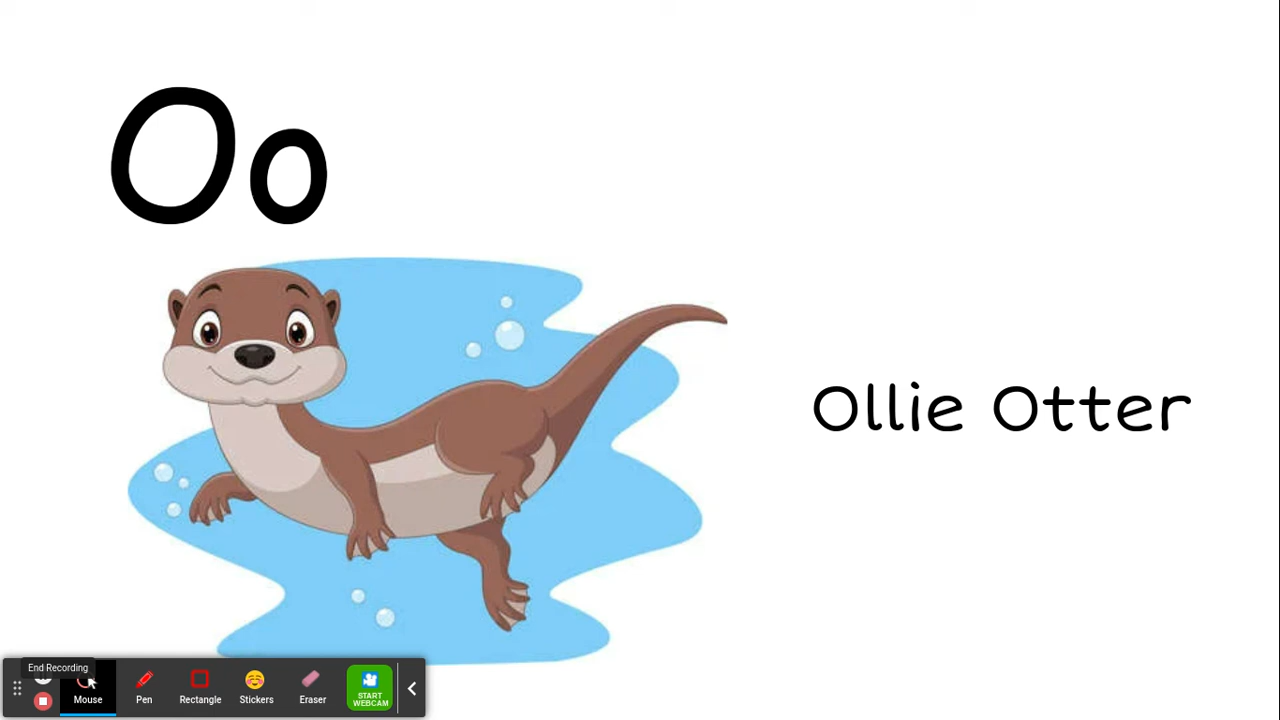 Oo
Ollie Otter
End Recording
Mouse
Pen
Rectangle
Stickers
Eraser
START
WEBCAM